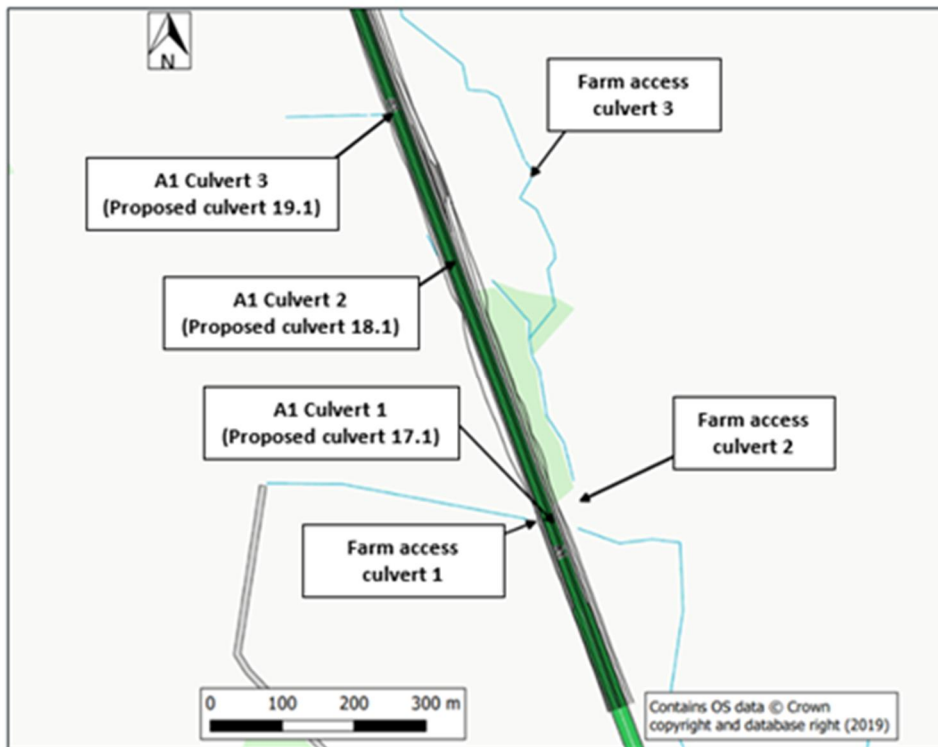 N
Farm access
culvert 3
A1 Culvert 3
(Proposed culvert 19.1)
A1 Culvert 2
(Proposed culvert 18.1)
A1 Culvert 1
(Proposed culvert 17.1)
Farm access
culvert 2
Farm access
culvert 1
0 100 200 300 m
Contains OS data © Crown
copyright and database right (2019)